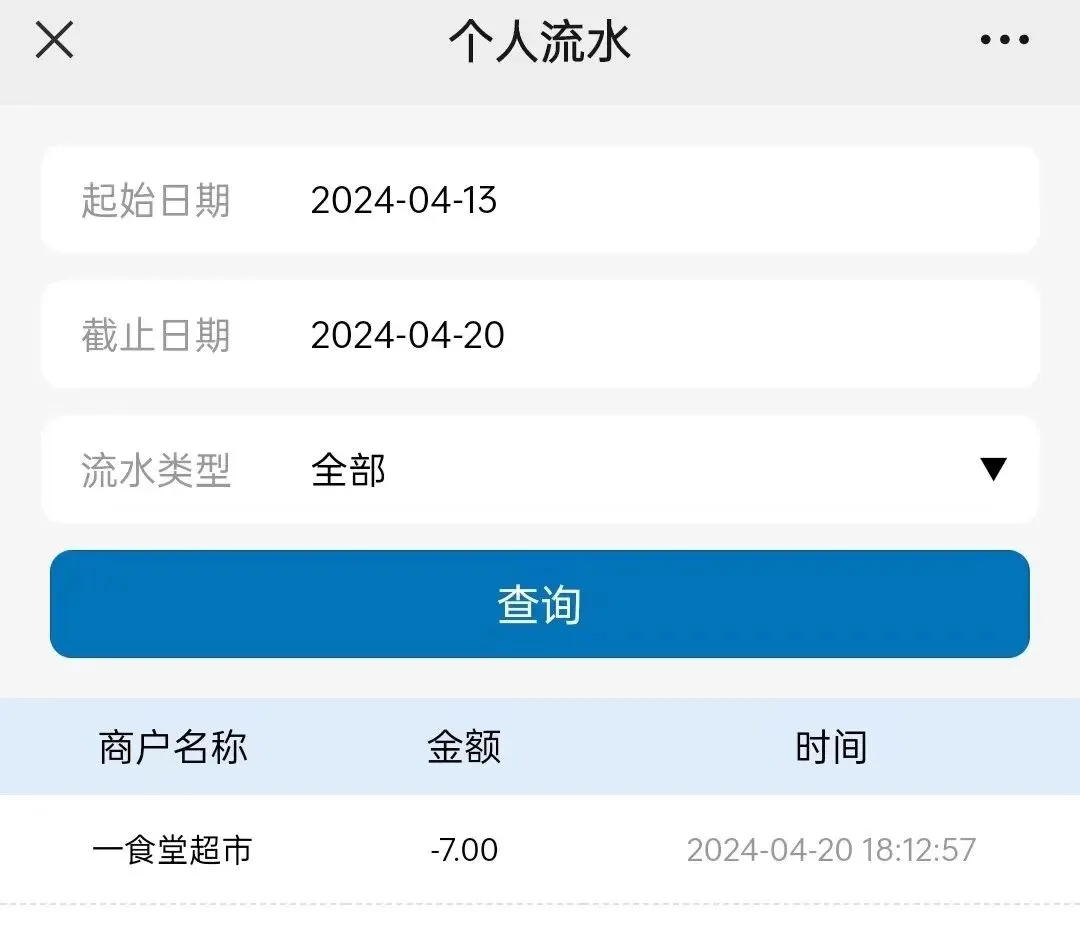 个人流水
起始日期 2024-04-13
截止日期 2024-04-20
流水类型 全部
查询
商户名称 金额 时间
一食堂超市 -7.00 2024-04-20 18:12:57